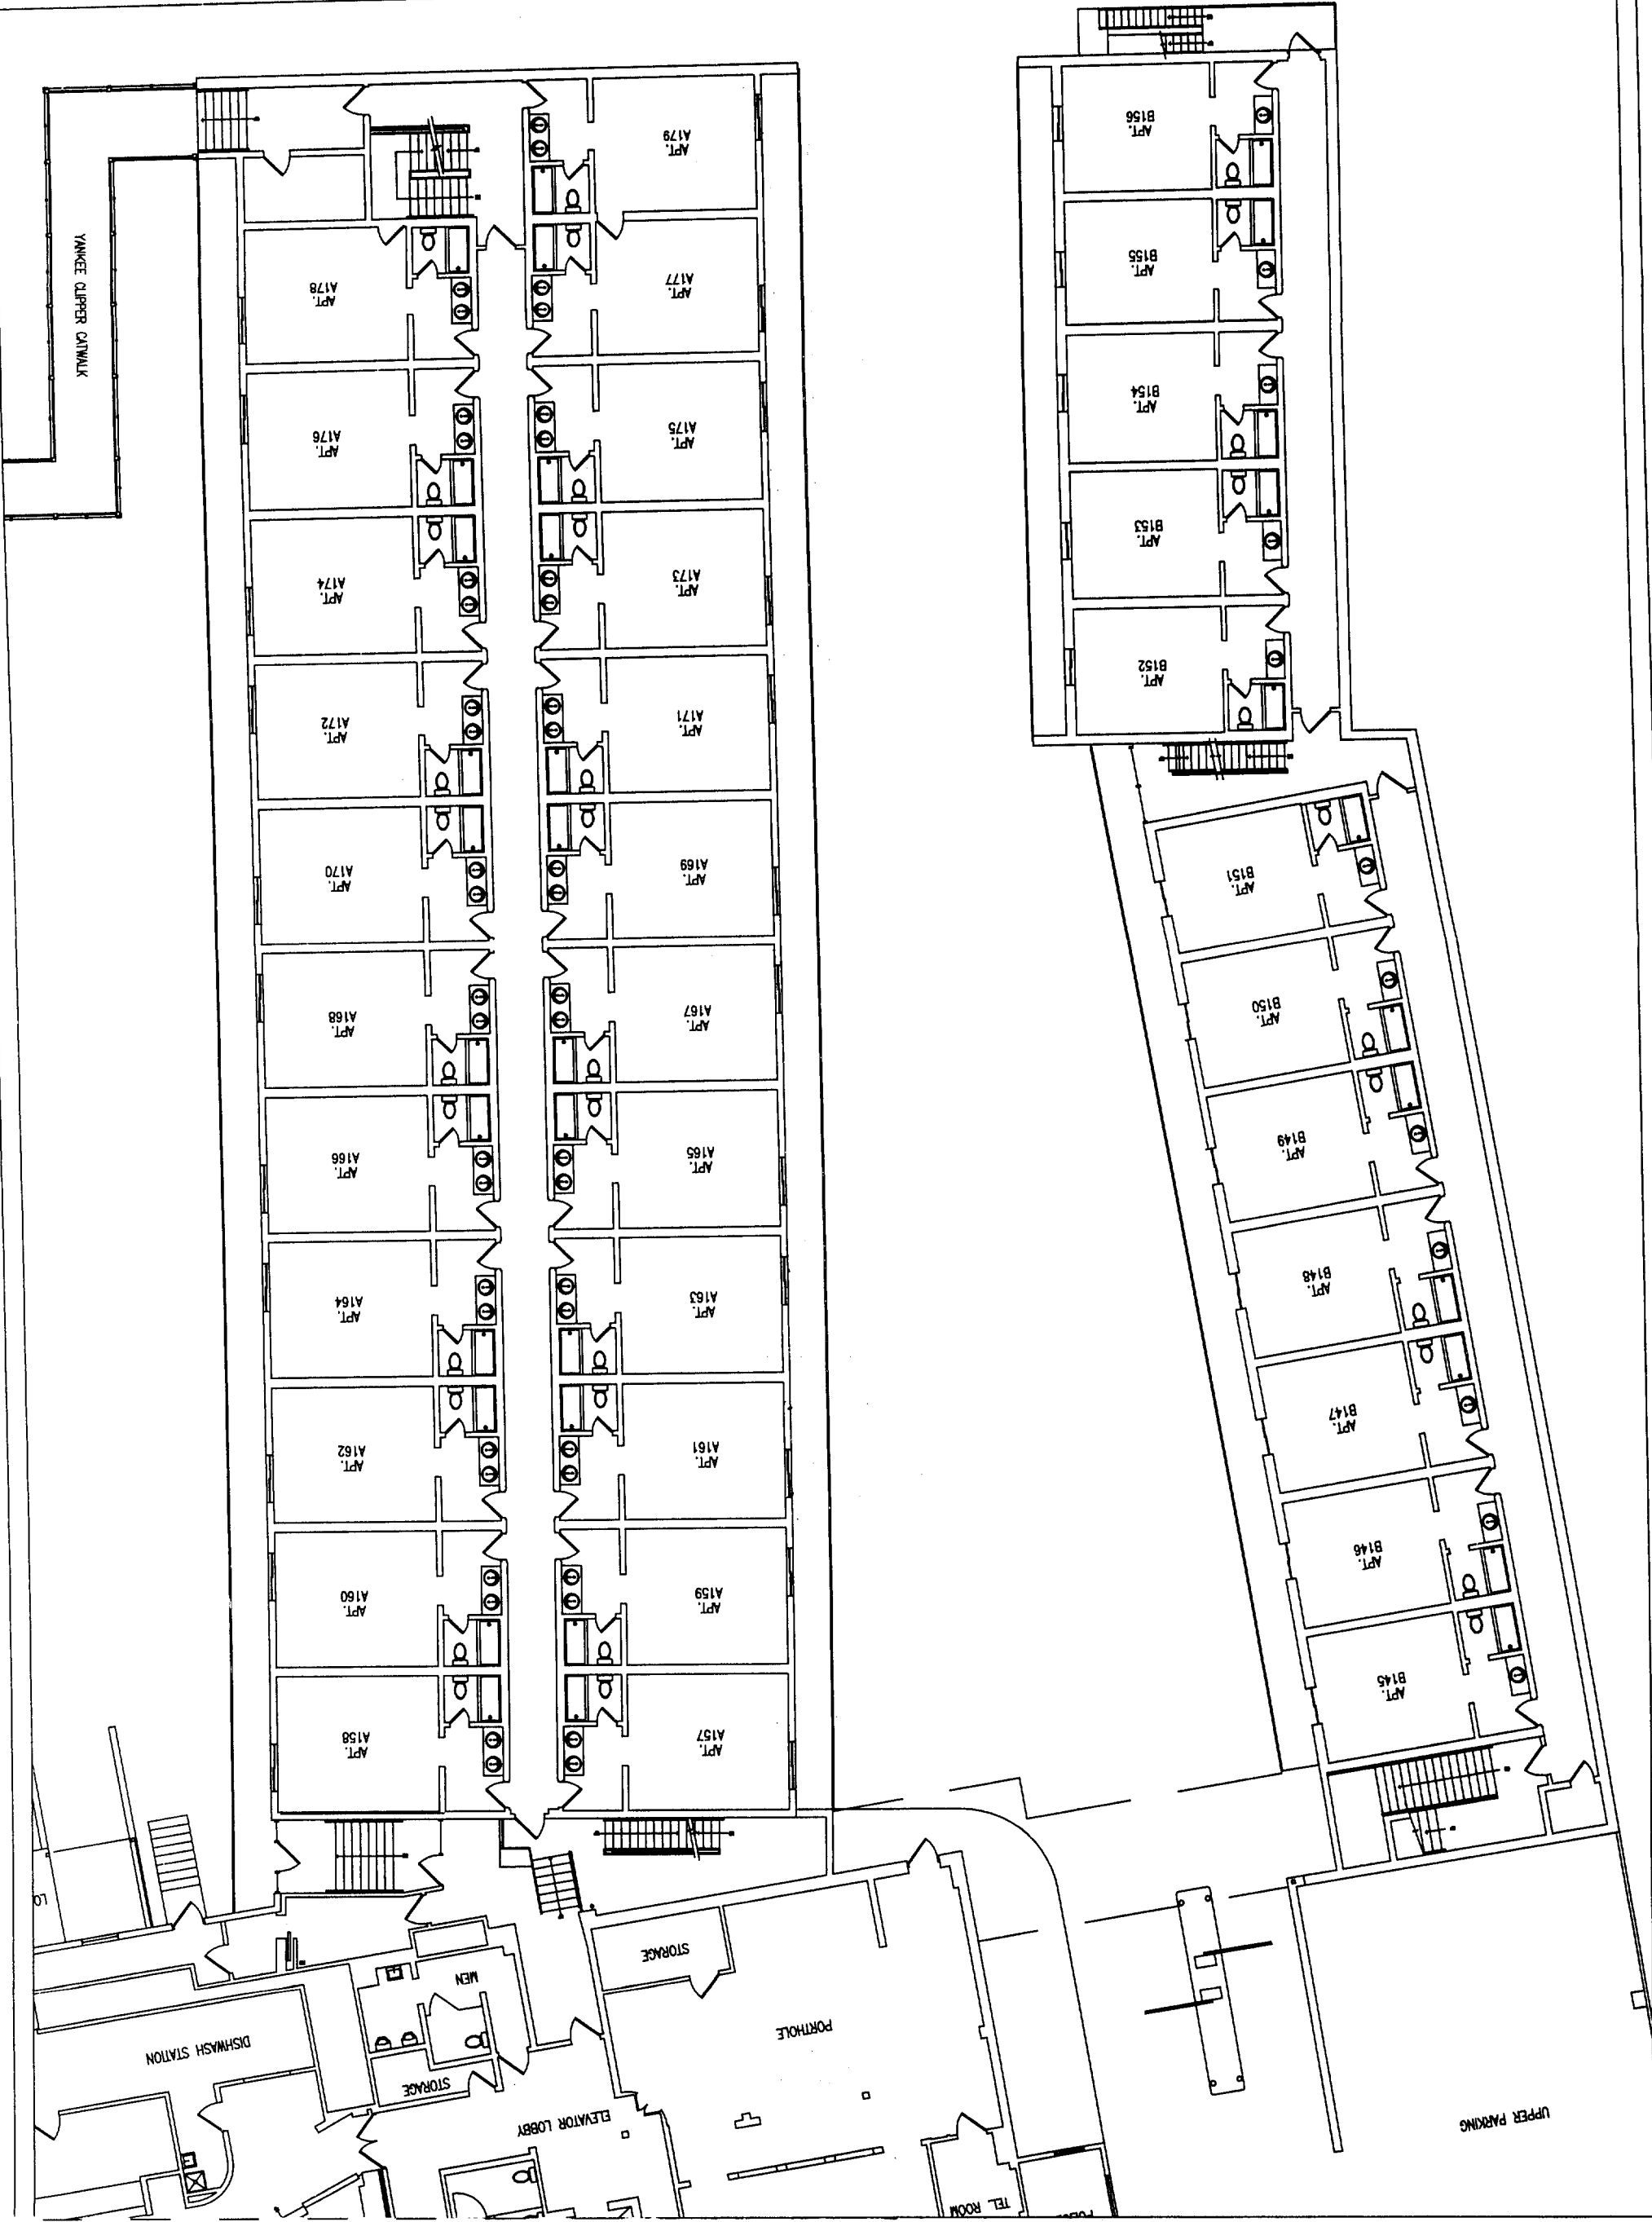 YANKEE CLIPPER CATWALK
APT.
A179
APT.
A178
APT.
A177
APT.
A176
APT.
A175
APT.
A174
APT.
A173
APT.
A172
APT.
A171
APT.
A170
APT.
A169
APT.
A168
APT.
A167
APT.
A166
APT.
A165
APT.
A164
APT.
A163
APT.
A162
APT.
A161
APT.
A160
APT.
A159
APT.
A158
APT.
A157
APT.
B156
APT.
B155
APT.
B154
APT.
B153
APT.
B152
APT.
B151
APT.
B150
APT.
B149
APT.
B148
APT.
B147
APT.
B146
APT.
B145
STORAGE
MEN
PORTHOLE
DISHWASH STATION
STORAGE
ELEVATOR LOBBY
TEL ROOM
UPPER PARKING
LO